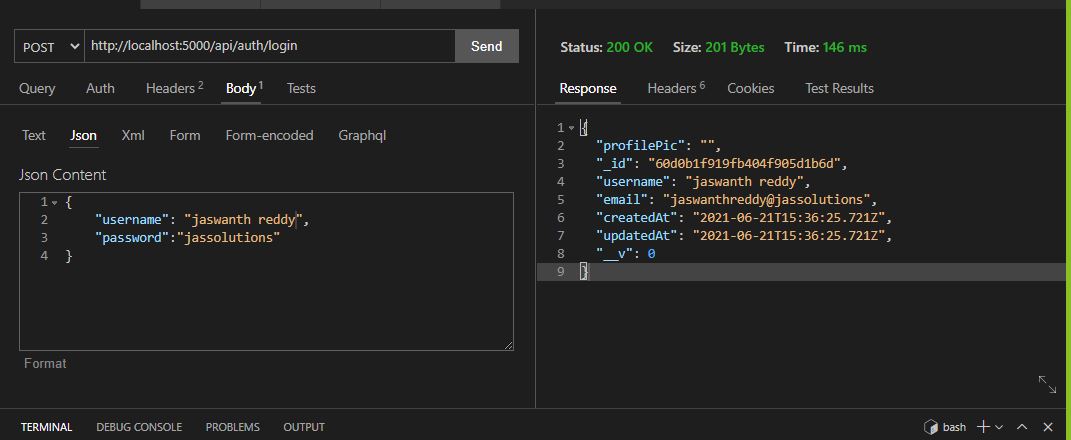 POST http://localhost:5000/api/auth/login Send
Query Auth Headers 2 Body 1 Tests
Text Json Xml Form Form-encoded Graphql
Json Content
1 {
2 "username": "jaswanth reddy",
3 "password":"jassolutions"
4 }
Format
Status: 200 OK Size: 201 Bytes Time: 146 ms
Response Headers 6 Cookies Test Results
1 {
2 "profilePic": "",
3 "_id": "60d0b1f919fb404f905d1b6d",
4 "username": "jaswanth reddy",
5 "email": "jaswanthreddy@jassolutions",
6 "createdAt": "2021-06-21T15:36:25.721Z",
7 "updatedAt": "2021-06-21T15:36:25.721Z",
8 "__v": 0
9 }
TERMINAL DEBUG CONSOLE PROBLEMS OUTPUT bash